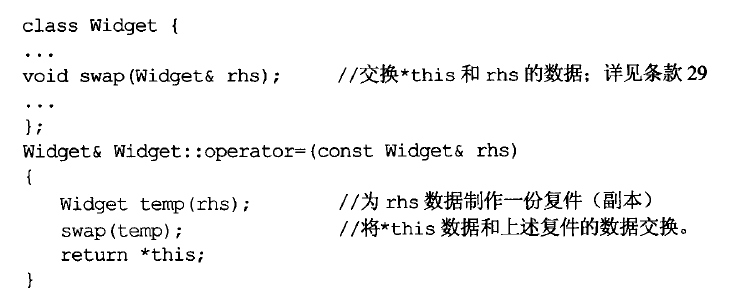 class Widget {
...
void swap(Widget& rhs); //交换*this 和 rhs 的数据；详见条款 29
...
};
Widget& Widget::operator=(const Widget& rhs)
{
Widget temp(rhs); //为 rhs 数据制作一份复件（副本）
swap(temp); //将*this 数据和上述复件的数据交换。
return *this;
}